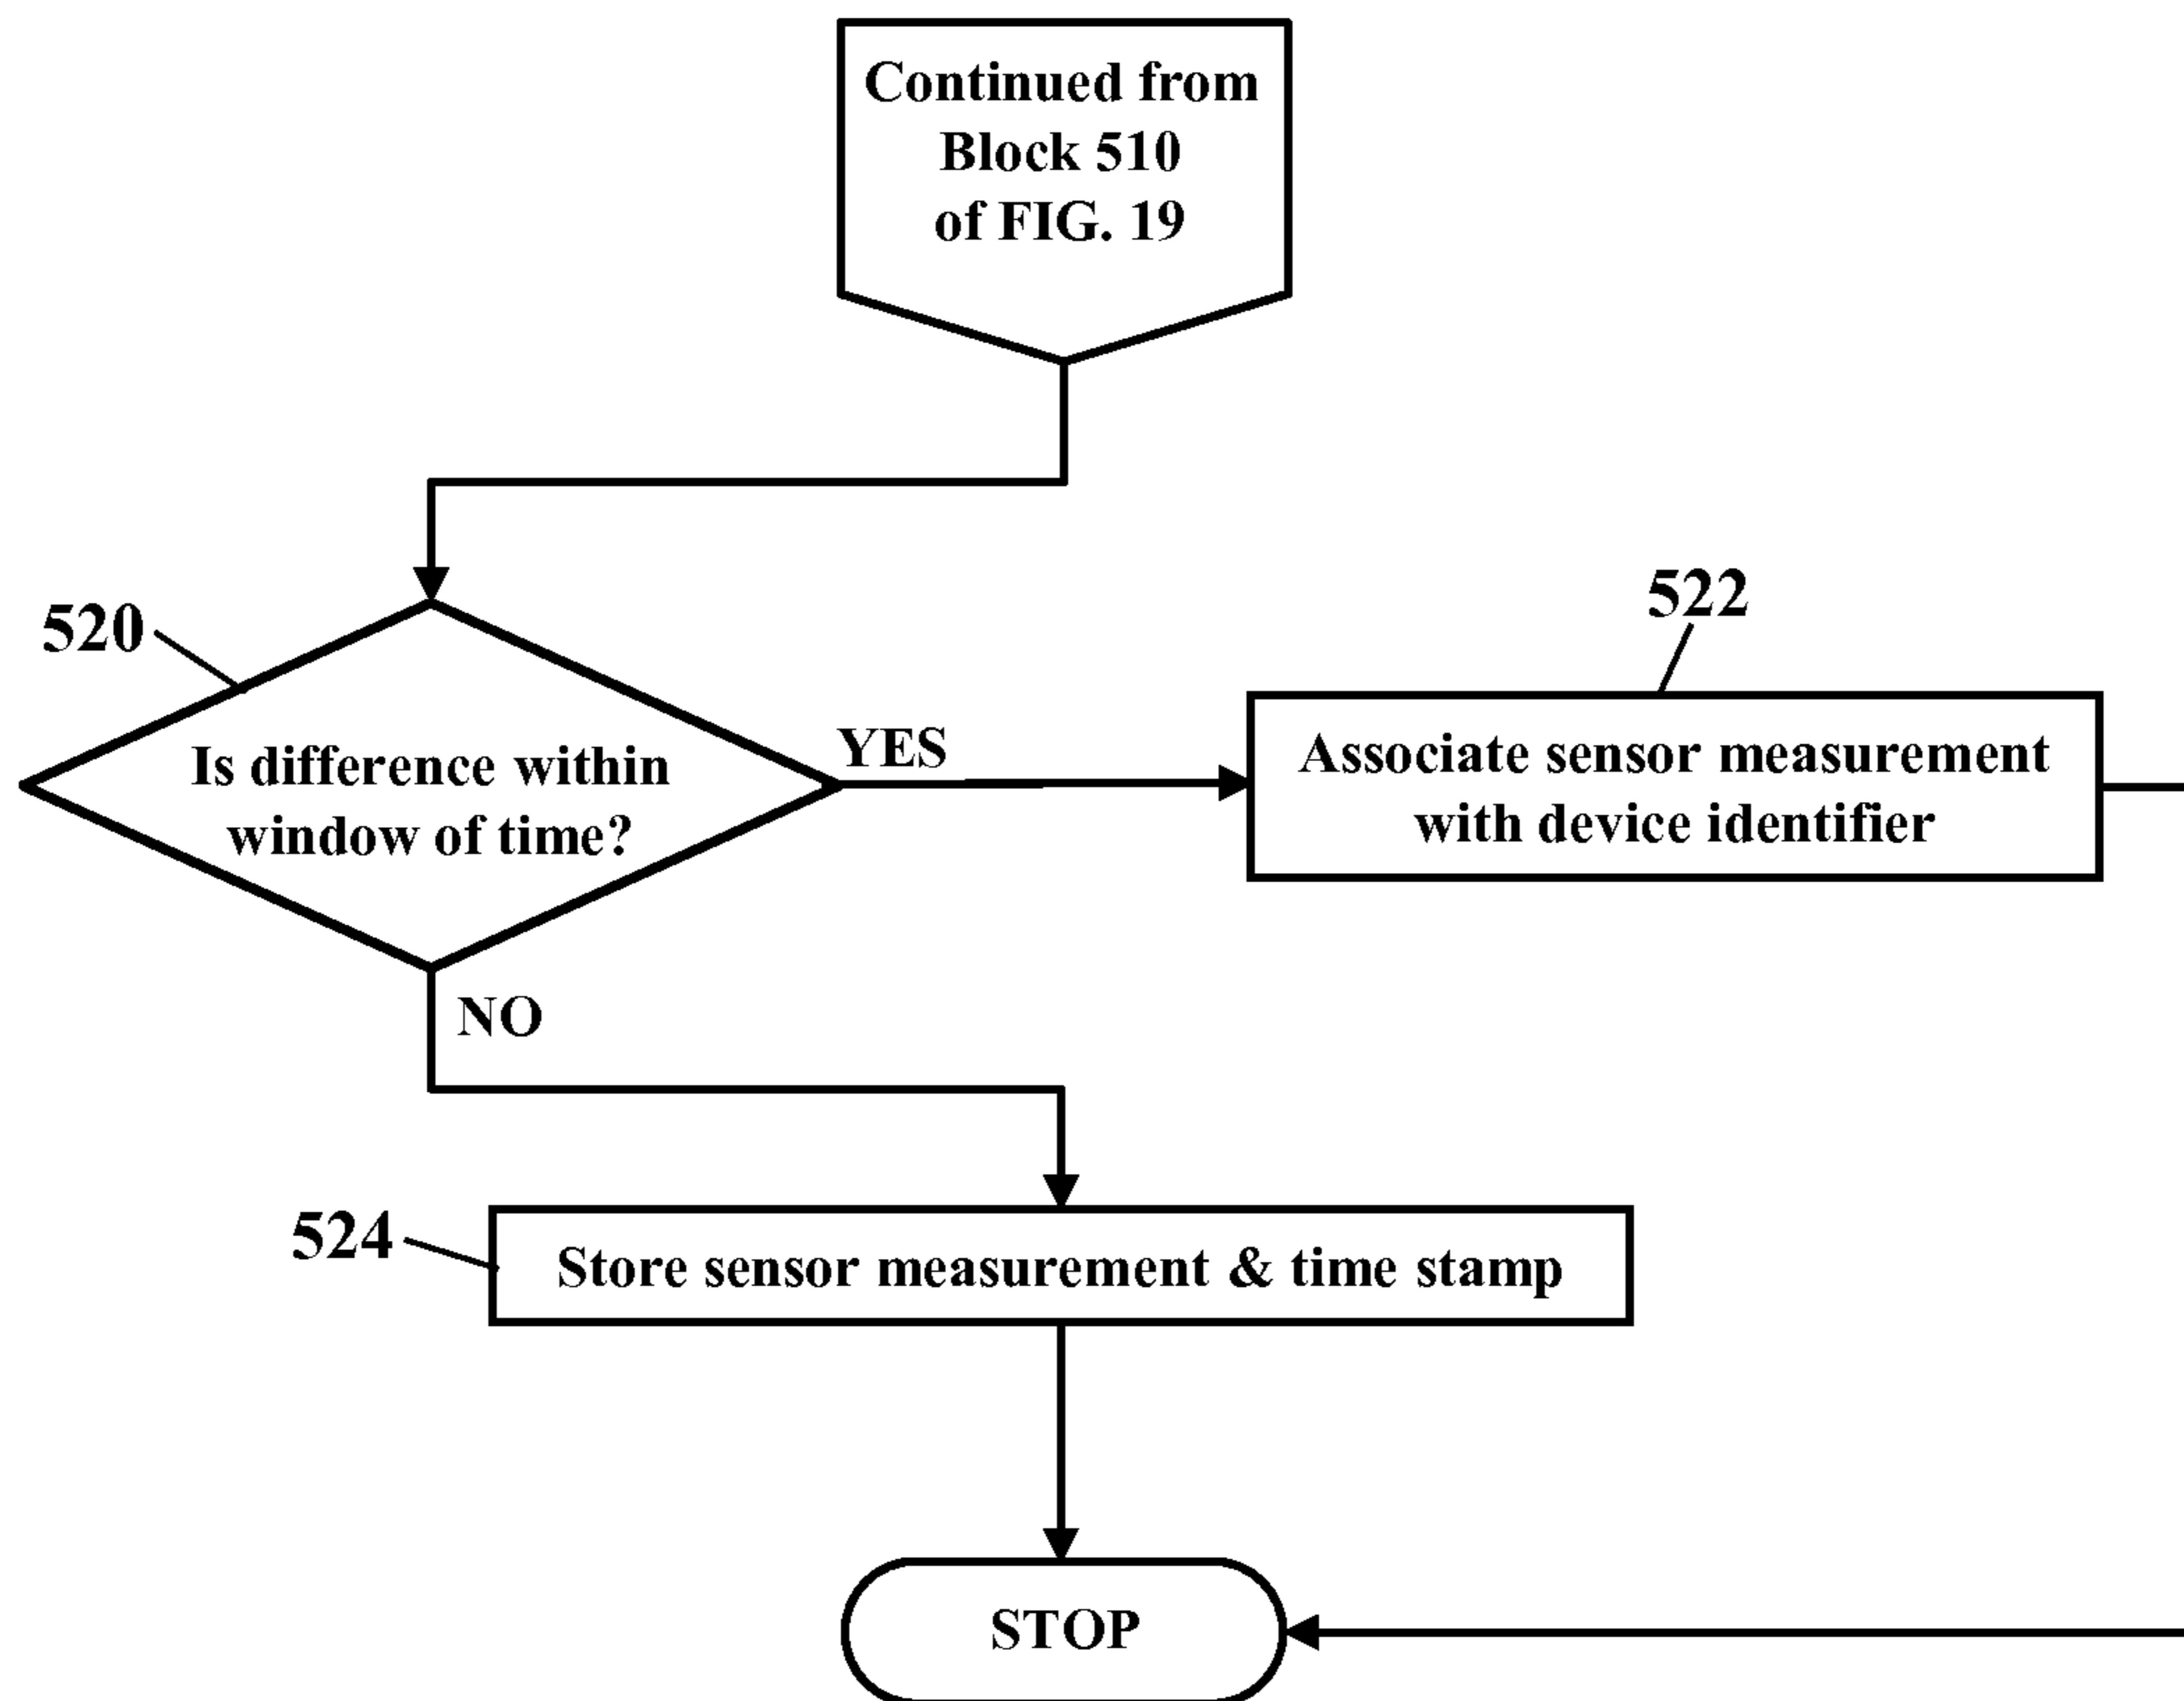 Continued from
Block 510
of FIG. 19
520
522
YES
Is difference within
window of time?
Associate sensor measurement
with device identifier
NO
524
Store sensor measurement & time stamp
STOP